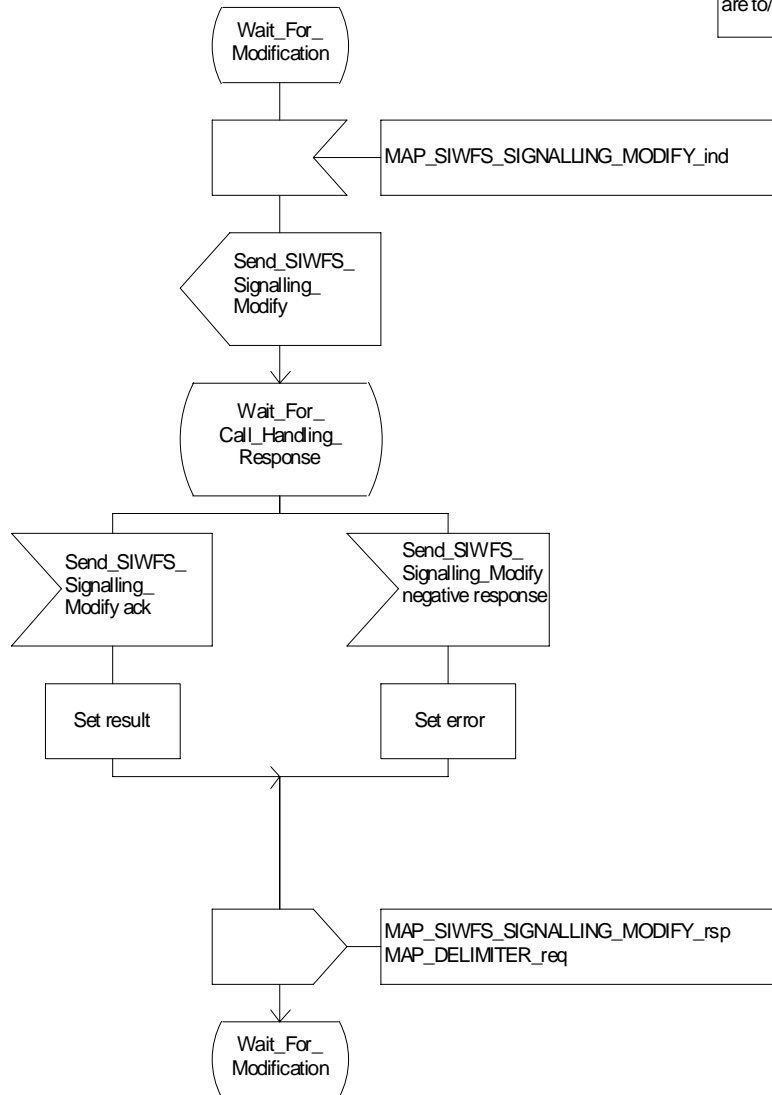 are to/
Wait_For_
Modification
MAP_SIWFS_SIGNALLING_MODIFY_ind
Send_SIWFS_
Signalling_
Modify
Wait_For_
Call_Handling_
Response
Send_SIWFS_
Signalling_
Modify ack
Send_SIWFS_
Signalling_Modify
negative response
Set result
Set error
MAP_SIWFS_SIGNALLING_MODIFY_rsp
MAP_DELIMITER_req
Wait_For_
Modification